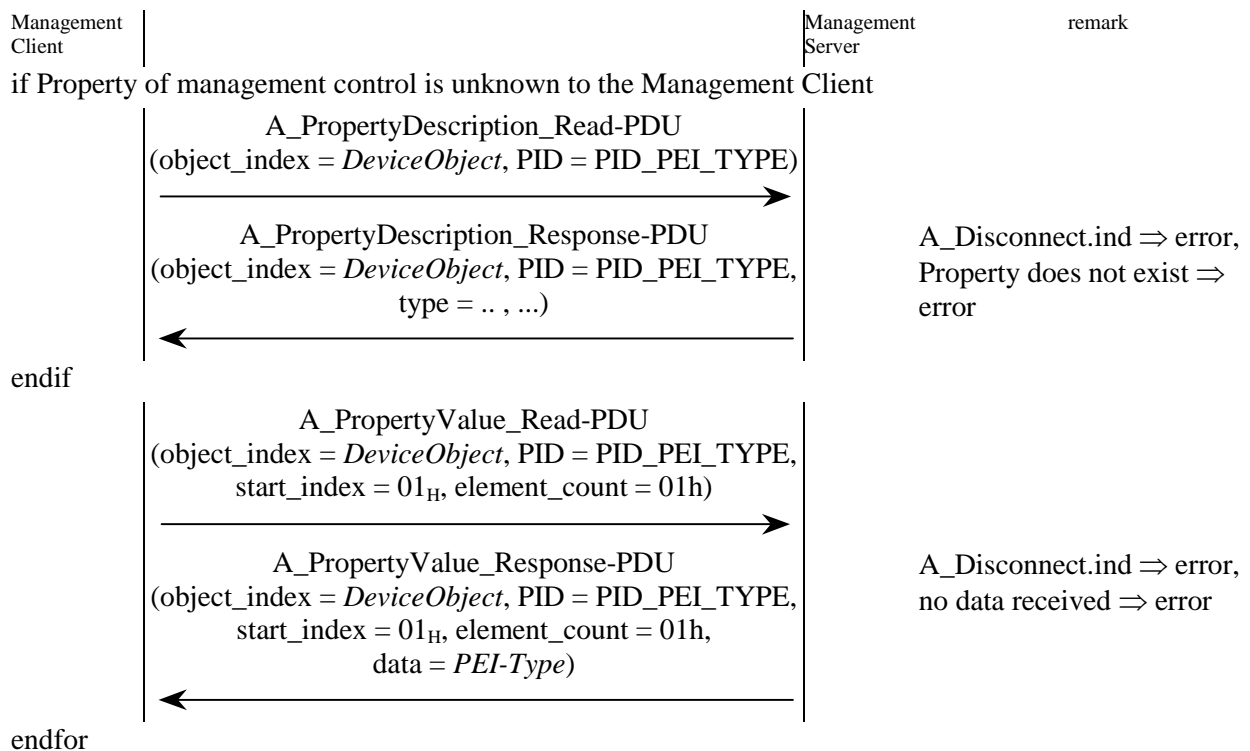 Management Management remark
Client Server
if Property of management control is unknown to the Management Client
A_PropertyDescription_Read-PDU
(object_index = DeviceObject, PID = PID_PEI_TYPE)
A_PropertyDescription_Response-PDU A_Disconnect.ind ⇒ error,
(object_index = DeviceObject, PID = PID_PEI_TYPE, Property does not exist ⇒
type = .. , ...) error
endif
A_PropertyValue_Read-PDU
(object_index = DeviceObject, PID = PID_PEI_TYPE,
start_index = 01H, element_count = 01h)
A_PropertyValue_Response-PDU A_Disconnect.ind ⇒ error,
(object_index = DeviceObject, PID = PID_PEI_TYPE, no data received ⇒ error
start_index = 01H, element_count = 01h,
data = PEI-Type)
endfor